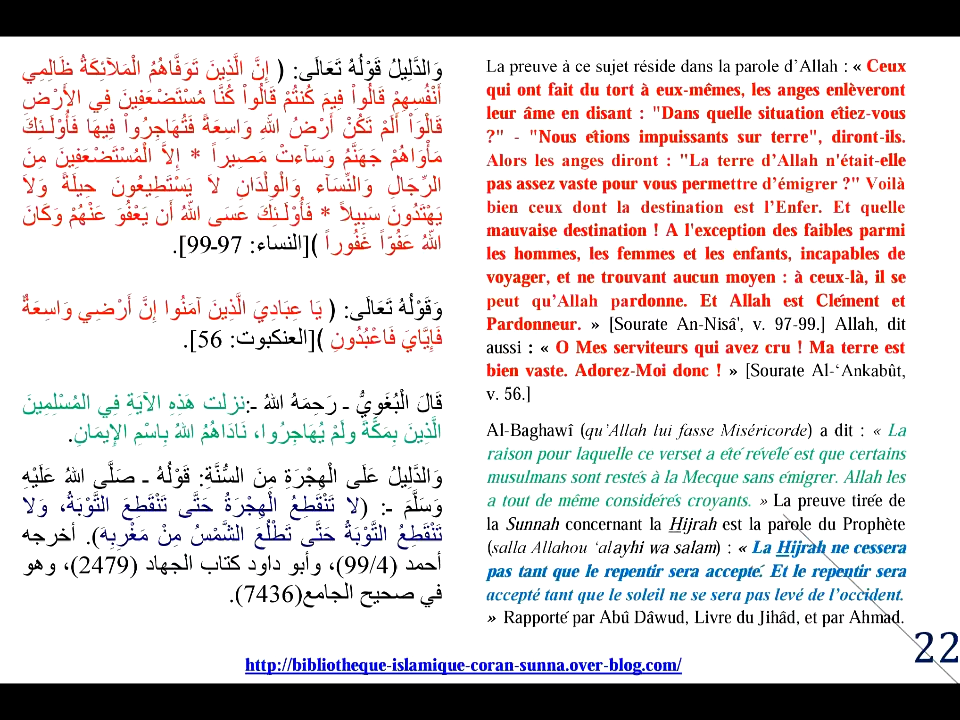 وَالدَّلِيلُ قَوْلُهُ تَعَالَى: ( إِنَّ الَّذِينَ تَوَفَّاهُمُ الْمَلآئِكَةُ ظَالِمِي
أَنْفُسِهِمْ قَالُواْ فِيمَ كُنتُمْ قَالُواْ كُنَّا مُسْتَضْعَفِينَ فِي الأَرْضِ
قَالْوَاْ أَلَمْ تَكُنْ أَرْضُ اللهِ وَاسِعَةً فَتُهَاجِرُواْ فِيهَا فَأُوْلَـئِكَ
مَأْوَاهُمْ جَهَنَّمُ وَسَآءتْ مَصِيراً * إِلاَّ الْمُسْتَضْعَفِينَ مِنَ
الرِّجَالِ وَالنِّسَآء وَالْوِلْدَانِ لاَ يَسْتَطِيعُونَ حِيلَةً وَلاَ
يَهْتَدُونَ سَبِيلاً * فَأُوْلَـئِكَ عَسَى اللهُ أَن يَعْفُوَ عَنْهُمْ وَكَانَ
اللهُ عَفُوّاً غَفُوراً )[النساء: 97-99].
وَقَوْلُهُ تَعَالَى: ( يَا عِبَادِيَ الَّذِينَ آمَنُوا إِنَّ أَرْضِي وَاسِعَةٌ
فَإِيَّايَ فَاعْبُدُونِ )[العنكبوت: 56].
قَالَ الْبُغَوِيُّ ـ رَحِمَهُ اللهُ ـ:نزلت هَذِهِ الآيَةِ فِي المُسْلِمِينَ
الَّذِينَ بِمَكَّةَ ولَمْ يُهَاجِرُوا، نَادَاهُمُ اللهُ بِاسْمِ الإِيمَانِ.
وَالدَّلِيلُ عَلَى الْهِجْرَةِ مِنَ السُّنَّةِ: قَوْلُهُ ـ صَلَّى اللهُ عَلَيْهِ
وَسَلَّمَ ـ: (لا تَنْقَطِعُ الْهِجْرَةُ حَتَّى تَنْقَطِعَ التَّوْبَةُ، وَلا
تَنْقَطِعُ التَّوْبَةُ حَتَّى تَطْلُعَ الشَّمْسُ مِنْ مَغْرِبِهَ). أخرجه
أحمد (99/4)، وأبو داود كتاب الجهاد (2479)، وهو
في صحيح الجامع(7436).
La preuve à ce sujet réside dans la parole d'Allah : « Ceux
qui ont fait du tort à eux-mêmes, les anges enlèveront
leur âme en disant : "Dans quelle situation étiez-vous
?" - "Nous étions impuissants sur terre", diront-ils.
Alors les anges diront : "La terre d'Allah n'était-elle
pas assez vaste pour vous permettre d'émigrer ?" Voilà
bien ceux dont la destination est l'Enfer. Et quelle
mauvaise destination ! A l'exception des faibles parmi
les hommes, les femmes et les enfants, incapables de
voyager, et ne trouvant aucun moyen : à ceux-là, il se
peut qu'Allah pardonne. Et Allah est Clément et
Pardonneur. » [Sourate An-Nisâ', v. 97-99.] Allah, dit
aussi : « O Mes serviteurs qui avez cru ! Ma terre est
bien vaste. Adorez-Moi donc ! » [Sourate Al-'Ankabût,
v. 56.]
Al-Baghawî (qu'Allah lui fasse Miséricorde) a dit : « La
raison pour laquelle ce verset a été révélé est que certains
musulmans sont restés à la Mecque sans émigrer. Allah les
a tout de même considérés croyants. » La preuve tirée de
la Sunnah concernant la Hijrah est la parole du Prophète
(salla Allahou 'alayhi wa salam) : « La Hijrah ne cessera
pas tant que le repentir sera accepté. Et le repentir sera
accepté tant que le soleil ne se sera pas levé de l'occident.
» Rapporté par Abû Dâwud, Livre du Jihâd, et par Ahmad.
22
http://bibliotheque-islamique-coran-sunna.over-blog.com/